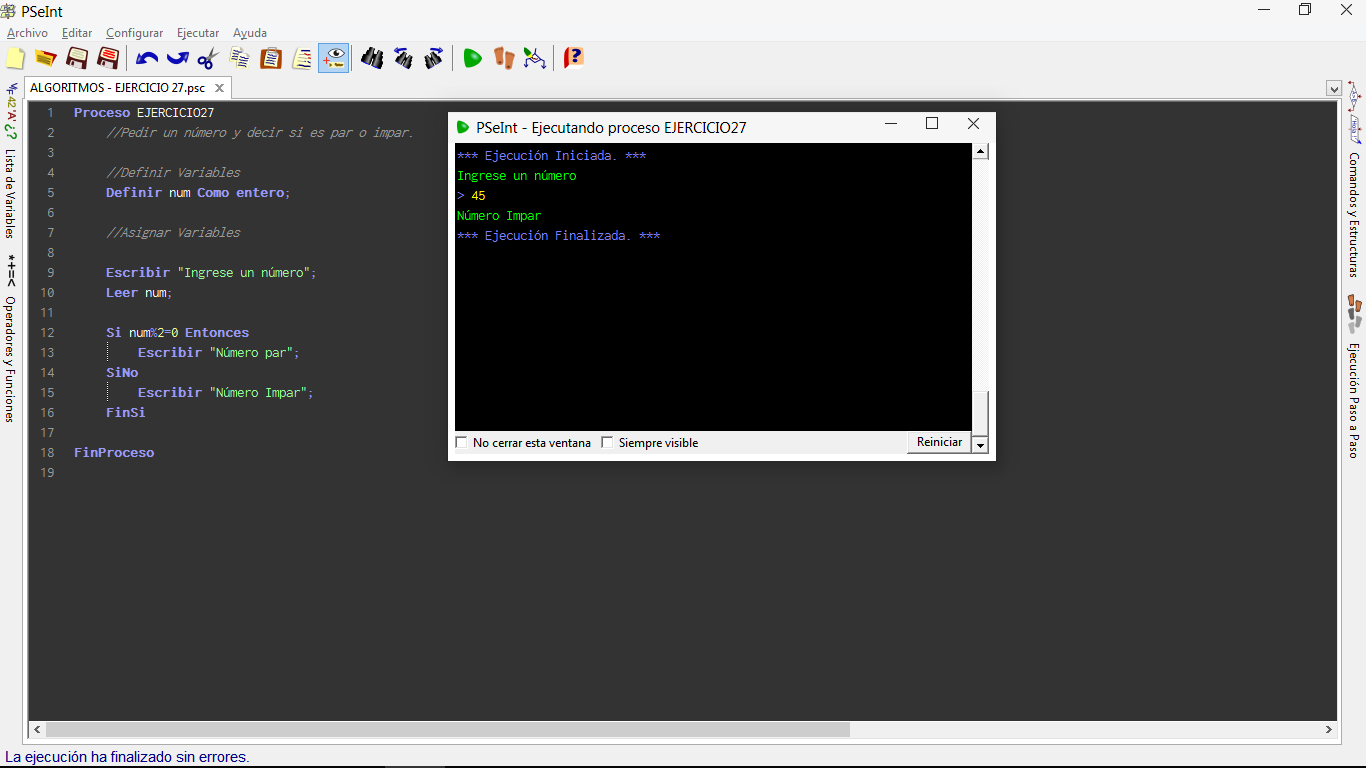 PSeInt
Archivo Editar Configurar Ejecutar Ayuda
ALGORITMOS - EJERCICIO 27.psc
Lista de Variables
*+=<
Operadores y Funciones
1 Proceso EJERCICIO27
2 //Pedir un número y decir si es par o impar.
3
4 //Definir Variables
5 Definir num Como entero;
6
7 //Asignar Variables
8
9 Escribir "Ingrese un número";
10 Leer num;
11
12 Si num%2=0 Entonces
13 Escribir "Número par";
14 SiNo
15 Escribir "Número Impar";
16 FinSi
17
18 FinProceso
19
PSeInt - Ejecutando proceso EJERCICIO27
*** Ejecución Iniciada. ***
Ingrese un número
> 45
Número Impar
*** Ejecución Finalizada. ***
No cerrar esta ventana Siempre visible Reiniciar
Comandos y Estructuras
Ejecución Paso a Paso
La ejecución ha finalizado sin errores.